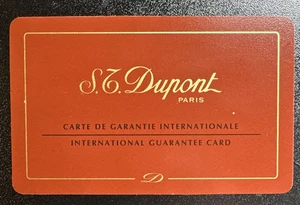 S.T. Dupont
PARIS
CARTE DE GARANTIE INTERNATIONALE
INTERNATIONAL GUARANTEE CARD
D